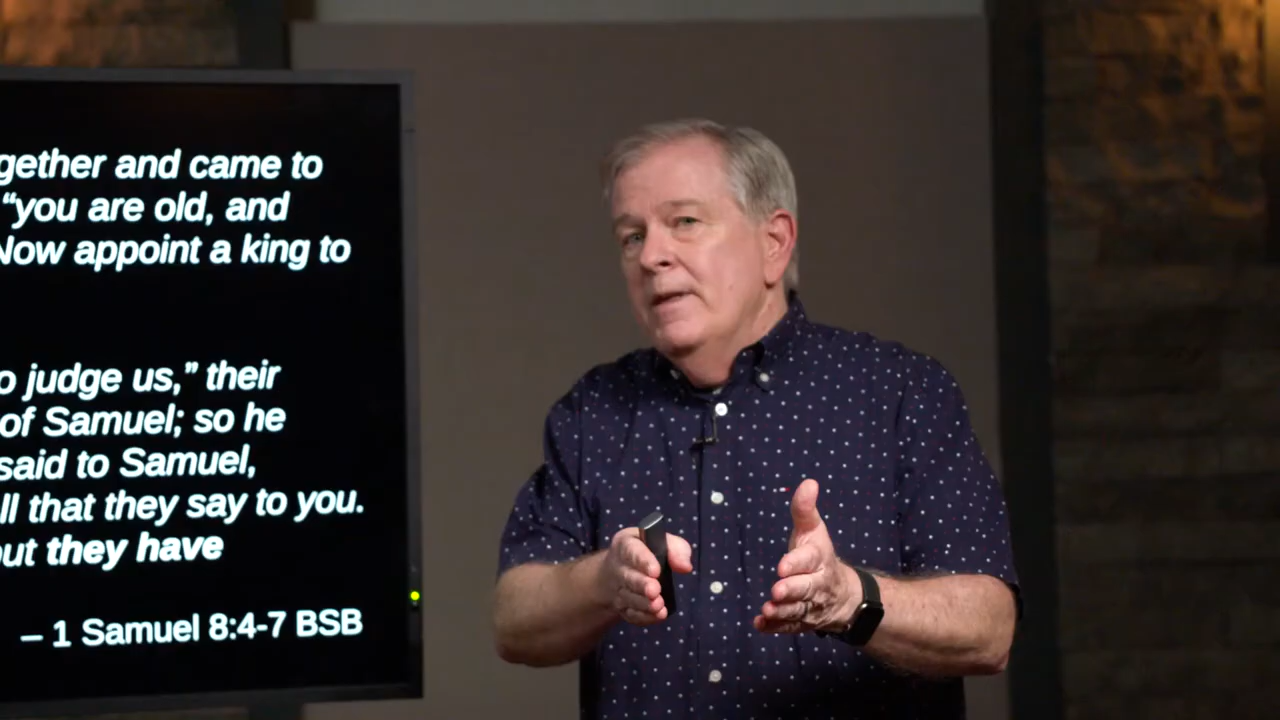 gether and came to
“you are old, and
Now appoint a king to
o judge us,” their
of Samuel; so he
said to Samuel,
ll that they say to you.
out they have
– 1 Samuel 8:4-7 BSB